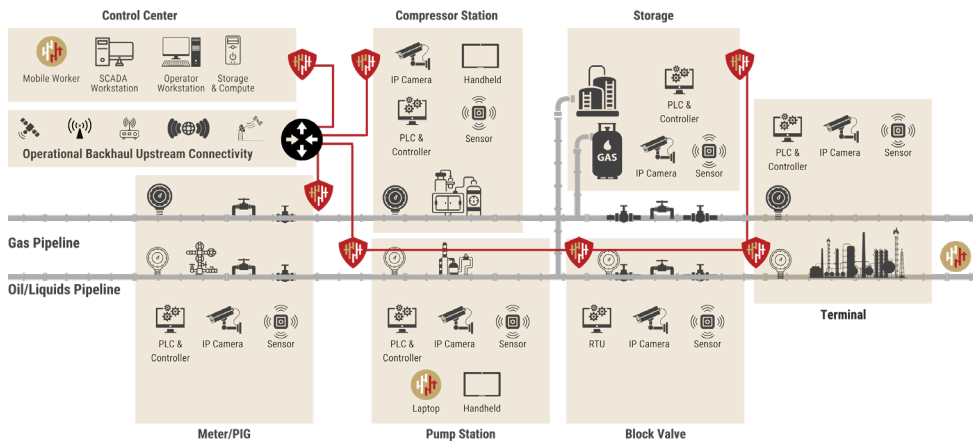 Control Center
Compressor Station
Storage
Mobile Worker
SCADA
Workstation
Operator
Workstation
Storage
& Compute
IP Camera
Handheld
PLC &
Controller
Sensor
PLC &
Controller
GAS
IP Camera
Sensor
PLC &
Controller
IP Camera
Sensor
Operational Backhaul Upstream Connectivity
Gas Pipeline
Oil/Liquids Pipeline
PLC &
Controller
IP Camera
Sensor
PLC &
Controller
IP Camera
Sensor
Laptop
Handheld
RTU
IP Camera
Sensor
Terminal
Meter/PIG
Pump Station
Block Valve